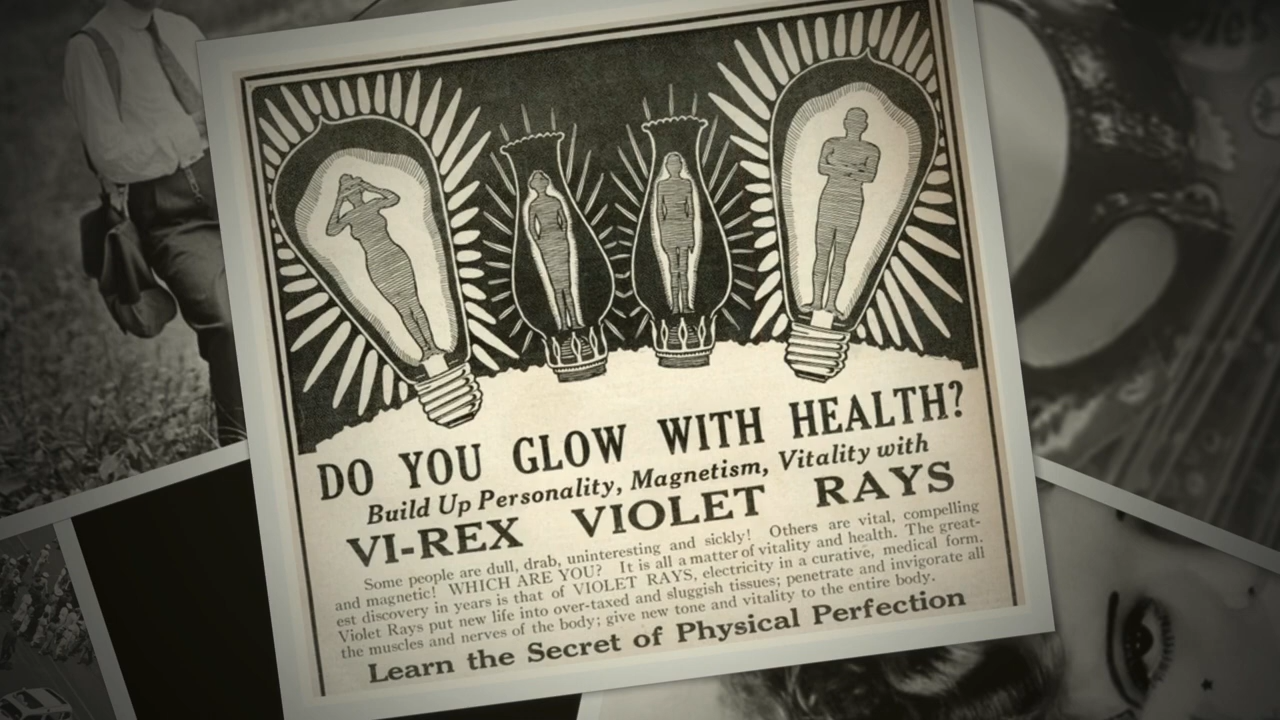 DO YOU GLOW WITH HEALTH?
Build Up Personality, Magnetism, Vitality with
VI-REX VIOLET RAYS
Some people are dull, drab, uninteresting and sickly! Others are vital, compelling
and magnetic! WHICH ARE YOU? It is all a matter of vitality and health. The great-
est discovery in years is that of VIOLET RAYS, electricity in a curative, medical form.
Violet Rays put new life into over-taxed and sluggish tissues; penetrate and invigorate all
the muscles and nerves of the body; give new tone and vitality to the entire body.
Learn the Secret of Physical Perfection